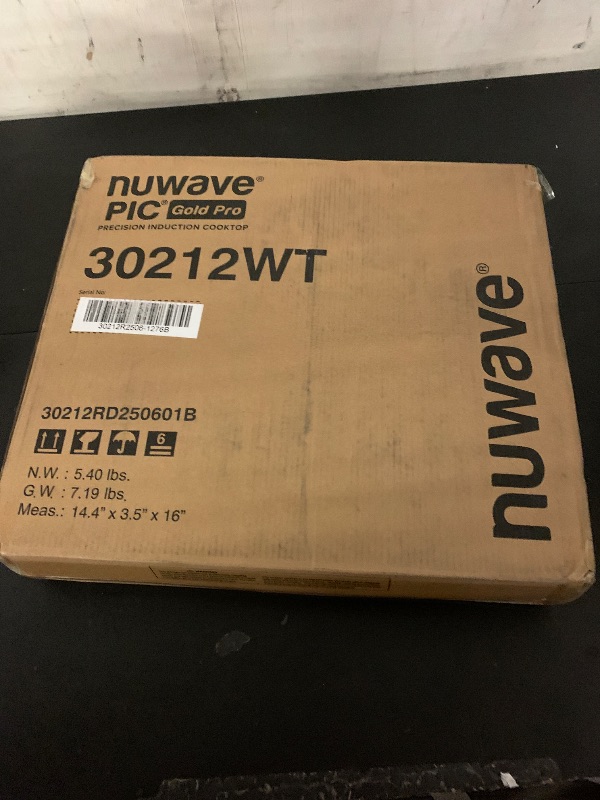 nuwave®
PIC® Gold Pro
PRECISION INDUCTION COOKTOP
30212WT
Serial No:
30212R2506-1276B
30212RD250601B
6
N.W. : 5.40 lbs.
G.W. : 7.19 lbs.
Meas.: 14.4" x 3.5" x 16"
nuwave®